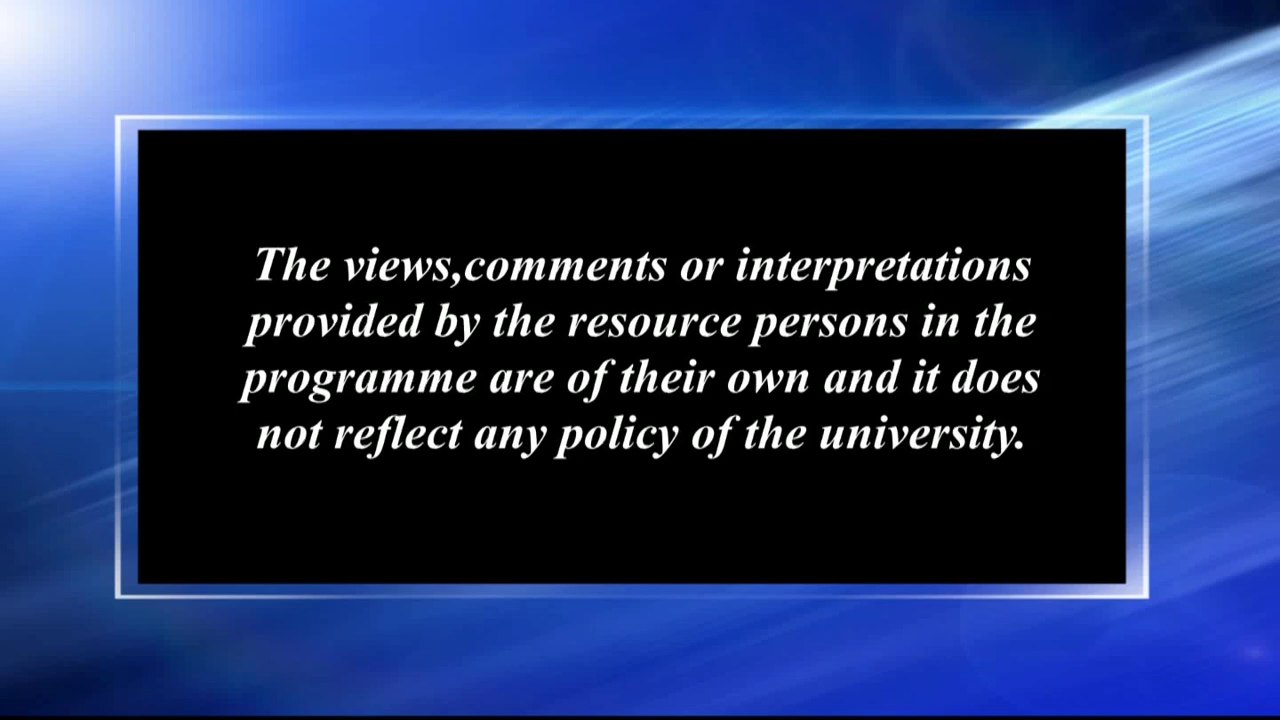 The views,comments or interpretations
provided by the resource persons in the
programme are of their own and it does
not reflect any policy of the university.